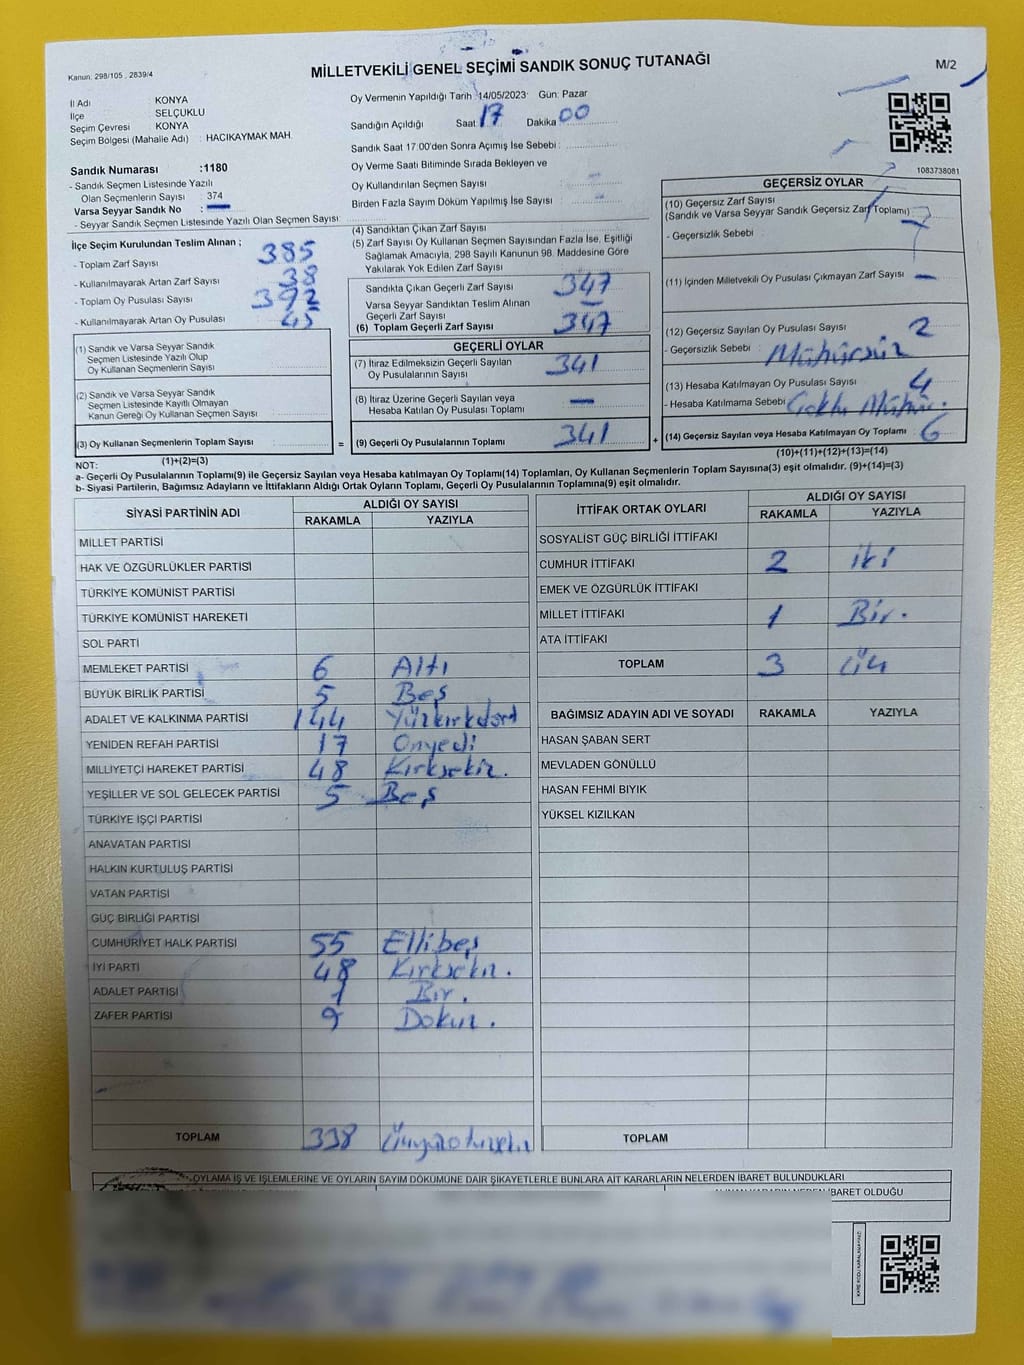 Kanun: 298/105 , 2839/4
MİLLETVEKİLİ GENEL SEÇİMİ SANDIK SONUÇ TUTANAĞI
M/2
İl Adı KONYA
İlçe SELÇUKLU
Seçim Çevresi KONYA
Seçim Bölgesi (Mahalle Adı) : HACIKAYMAK MAH.
Sandık Numarası :1180
- Sandık Seçmen Listesinde Yazılı
Olan Seçmenlerin Sayısı : 374
Varsa Seyyar Sandık No : —
- Seyyar Sandık Seçmen Listesinde Yazılı Olan Seçmen Sayısı:
Oy Vermenin Yapıldığı Tarih :14/05/2023 Gün: Pazar
Sandığın Açıldığı Saat: 17 Dakika 00
Sandık Saat 17:00'den Sonra Açımış İse Sebebi :
Oy Verme Saati Bitiminde Sırada Bekleyen ve
Oy Kullandırılan Seçmen Sayısı : —
Birden Fazla Sayım Döküm Yapılmış İse Sayısı : —
1083738081
İlçe Seçim Kurulundan Teslim Alınan ;
- Toplam Zarf Sayısı 385
- Kullanılmayarak Artan Zarf Sayısı 38
- Toplam Oy Pusulası Sayısı 392
- Kullanılmayarak Artan Oy Pusulası 45
(1) Sandık ve Varsa Seyyar Sandık
Seçmen Listesinde Yazılı Olup
Oy Kullanan Seçmenlerin Sayısı
(2) Sandık ve Varsa Seyyar Sandık
Seçmen Listesinde Kayıtlı Olmayan
Kanun Gereği Oy Kullanan Seçmen Sayısı
(3) Oy Kullanan Seçmenlerin Toplam Sayısı :
(1)+(2)=(3)
(4) Sandıktan Çıkan Zarf Sayısı
(5) Zarf Sayısı Oy Kullanan Seçmen Sayısından Fazla İse, Eşitliği
Sağlamak Amacıyla, 298 Sayılı Kanunun 98. Maddesine Göre
Yakılarak Yok Edilen Zarf Sayısı
Sandıkta Çıkan Geçerli Zarf Sayısı 347
Varsa Seyyar Sandıktan Teslim Alınan
Geçerli Zarf Sayısı —
(6) Toplam Geçerli Zarf Sayısı 347
GEÇERLİ OYLAR
(7) İtiraz Edilmeksizin Geçerli Sayılan
Oy Pusulalarının Sayısı 341
(8) İtiraz Üzerine Geçerli Sayılan veya
Hesaba Katılan Oy Pusulası Toplamı —
= (9) Geçerli Oy Pusulalarının Toplamı 341 +
GEÇERSİZ OYLAR
(10) Geçersiz Zarf Sayısı
(Sandık ve Varsa Seyyar Sandık Geçersiz Zarf Toplamı)
- Geçersizlik Sebebi :
(11) İçinden Milletvekili Oy Pusulası Çıkmayan Zarf Sayısı —
(12) Geçersiz Sayılan Oy Pusulası Sayısı 2
- Geçersizlik Sebebi : Mühürsüz
(13) Hesaba Katılmayan Oy Pusulası Sayısı 4
- Hesaba Katılmama Sebebi : Çoklu Mühür.
(14) Geçersiz Sayılan veya Hesaba Katılmayan Oy Toplamı 6
(10)+(11)+(12)+(13)=(14)
NOT:
a- Geçerli Oy Pusulalarının Toplamı(9) ile Geçersiz Sayılan veya Hesaba katılmayan Oy Toplamı(14) Toplamları, Oy Kullanan Seçmenlerin Toplam Sayısına(3) eşit olmalıdır. (9)+(14)=(3)
b- Siyasi Partilerin, Bağımsız Adayların ve İttifakların Aldığı Ortak Oyların Toplamı, Geçerli Oy Pusulalarının Toplamına(9) eşit olmalıdır.
SİYASİ PARTİNİN ADI ALDIĞI OY SAYISI
RAKAMLA YAZIYLA
MİLLET PARTİSİ
HAK VE ÖZGÜRLÜKLER PARTİSİ
TÜRKİYE KOMÜNİST PARTİSİ
TÜRKİYE KOMÜNİST HAREKETİ
SOL PARTİ
MEMLEKET PARTİSİ 6 Altı
BÜYÜK BİRLİK PARTİSİ 5 Beş
ADALET VE KALKINMA PARTİSİ 144 Yüzkırkdört
YENİDEN REFAH PARTİSİ 17 Onyedi
MİLLİYETÇİ HAREKET PARTİSİ 48 Kırksekiz.
YEŞİLLER VE SOL GELECEK PARTİSİ 5 Beş
TÜRKİYE İŞÇİ PARTİSİ
ANAVATAN PARTİSİ
HALKIN KURTULUŞ PARTİSİ
VATAN PARTİSİ
GÜÇ BİRLİĞİ PARTİSİ
CUMHURİYET HALK PARTİSİ 55 Ellibeş
İYİ PARTİ 48 Kırksekiz.
ADALET PARTİSİ 1 Bir.
ZAFER PARTİSİ 9 Dokuz.
TOPLAM 338 Üçyüzotuzsekiz
İTTİFAK ORTAK OYLARI ALDIĞI OY SAYISI
RAKAMLA YAZIYLA
SOSYALİST GÜÇ BİRLİĞİ İTTİFAKI
CUMHUR İTTİFAKI 2 iki
EMEK VE ÖZGÜRLÜK İTTİFAKI
MİLLET İTTİFAKI 1 Bir.
ATA İTTİFAKI
TOPLAM 3 Üç
BAĞIMSIZ ADAYIN ADI VE SOYADI RAKAMLA YAZIYLA
HASAN ŞABAN SERT
MEVLADEN GÖNÜLLÜ
HASAN FEHMİ BIYIK
YÜKSEL KIZILKAN
TOPLAM
OYLAMA İŞ VE İŞLEMLERİNE VE OYLARIN SAYIM DÖKÜMÜNE DAİR ŞİKAYETLERLE BUNLARA AİT KARARLARIN NELERDEN İBARET BULUNDUKLARI
İBARET OLDUĞU